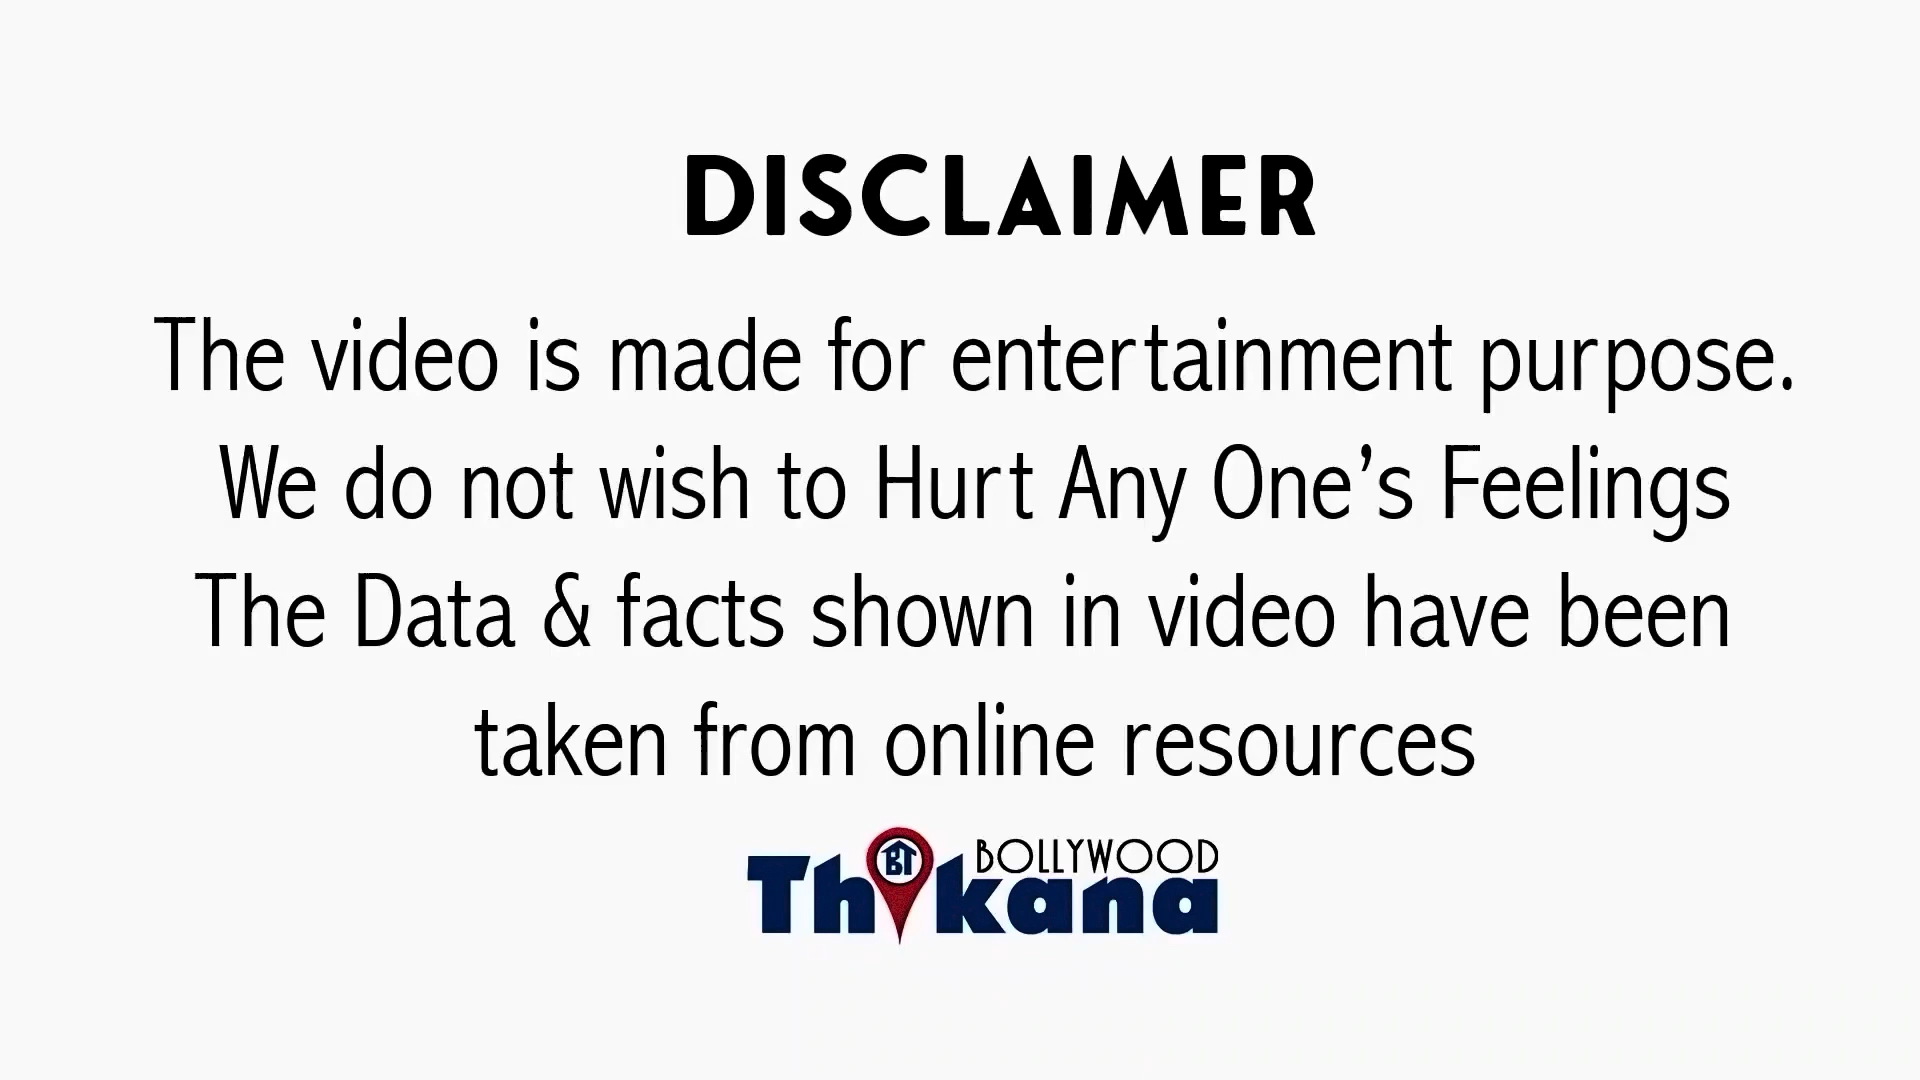 DISCLAIMER
The video is made for entertainment purpose.
We do not wish to Hurt Any One’s Feelings
The Data & facts shown in video have been
taken from online resources
BOLLYWOOD
BT
Thikana